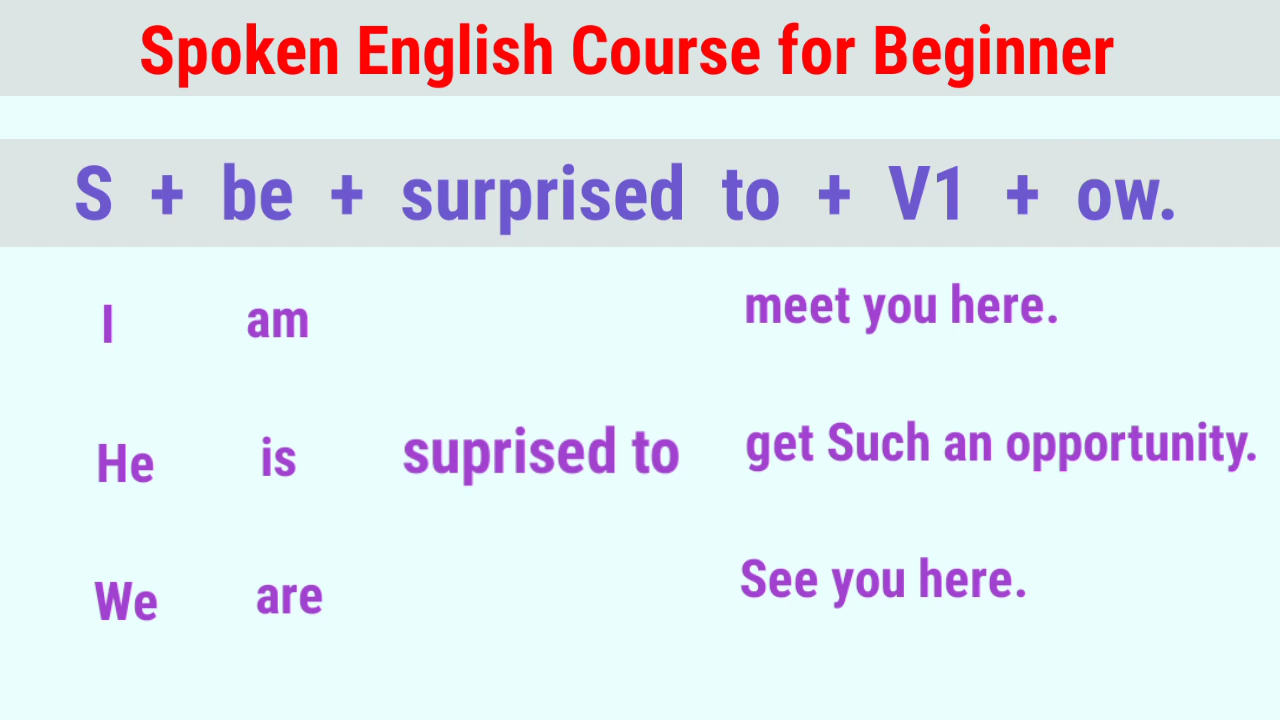 Spoken English Course for Beginner
S + be + surprised to + V1 + ow.
I am meet you here.
He is suprised to get Such an opportunity.
We are See you here.